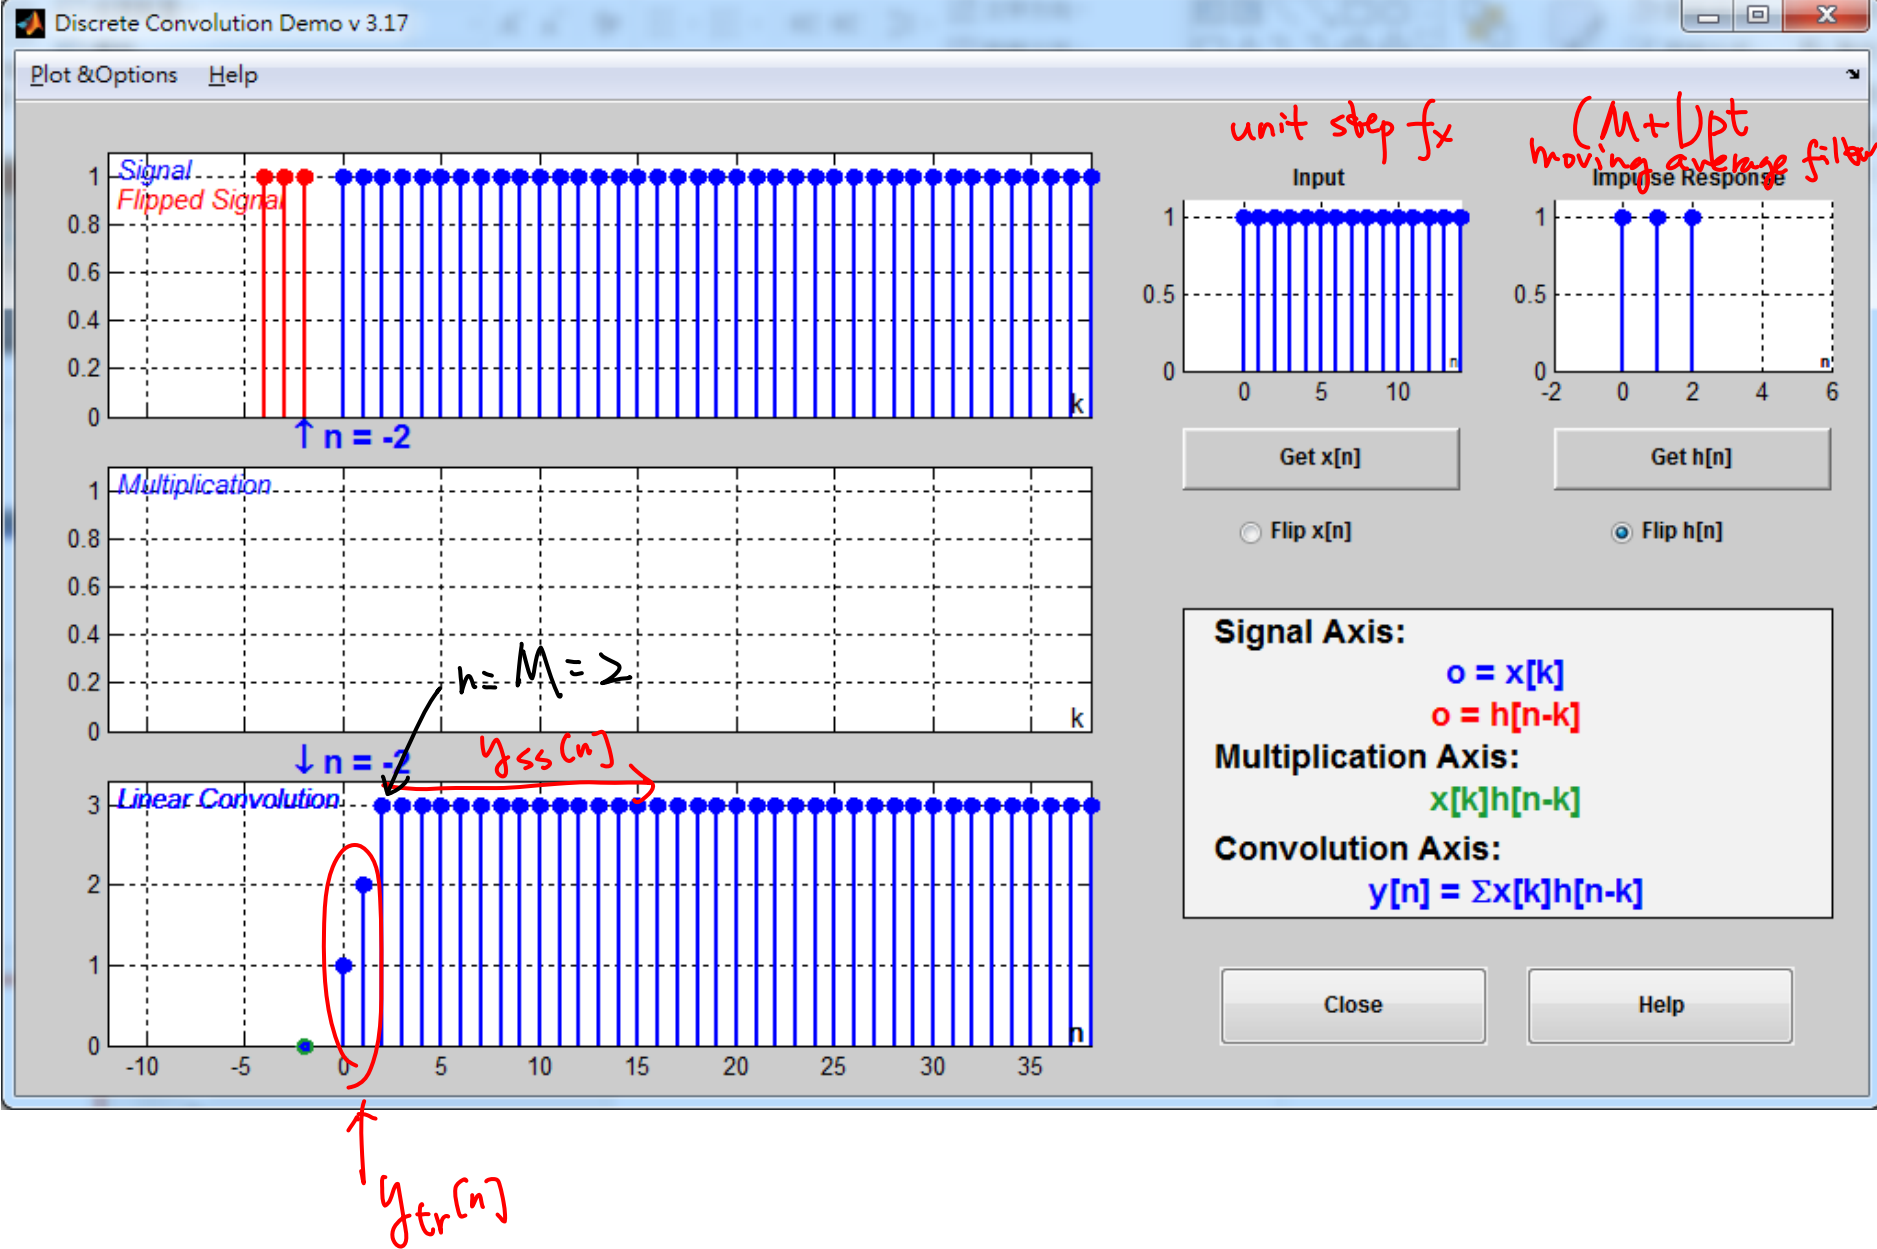 Discrete Convolution Demo v 3.17
Plot &Options Help
unit step fx
(M+1)pt
moving average filter
Signal
Flipped Signal
1
0.8
0.6
0.4
0.2
0
k
↑ n = -2
Input
1
0.5
0
n
0 5 10
Impulse Response
1
0.5
0
n
-2 0 2 4 6
Get x[n]
Get h[n]
Flip x[n]
Flip h[n]
Multiplication
1
0.8
0.6
0.4
0.2
0
k
n = M = 2
↓ n = -2
yss[n]
Linear Convolution
3
2
1
0
n
-10 -5 0 5 10 15 20 25 30 35
ytr[n]
Signal Axis:
o = x[k]
o = h[n-k]
Multiplication Axis:
x[k]h[n-k]
Convolution Axis:
y[n] = Σx[k]h[n-k]
Close
Help